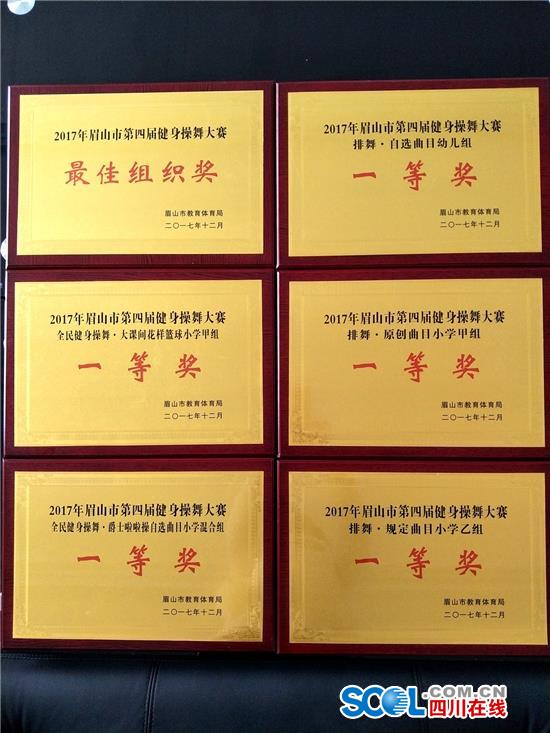 2017年眉山市第四届健身操舞大赛
最佳组织奖
眉山市教育体育局
二〇一七年十二月
2017年眉山市第四届健身操舞大赛
排舞·自选曲目幼儿组
一等奖
眉山市教育体育局
二〇一七年十二月
2017年眉山市第四届健身操舞大赛
全民健身操舞·大课间花样篮球小学甲组
一等奖
眉山市教育体育局
二〇一七年十二月
2017年眉山市第四届健身操舞大赛
排舞·原创曲目小学甲组
一等奖
眉山市教育体育局
二〇一七年十二月
2017年眉山市第四届健身操舞大赛
全民健身操舞·爵士啦啦操自选曲目小学混合组
一等奖
眉山市教育体育局
二〇一七年十二月
2017年眉山市第四届健身操舞大赛
排舞·规定曲目小学乙组
一等奖
眉山市教育体育局
二〇一七年十二月
SCOL.COM.CN
四川在线